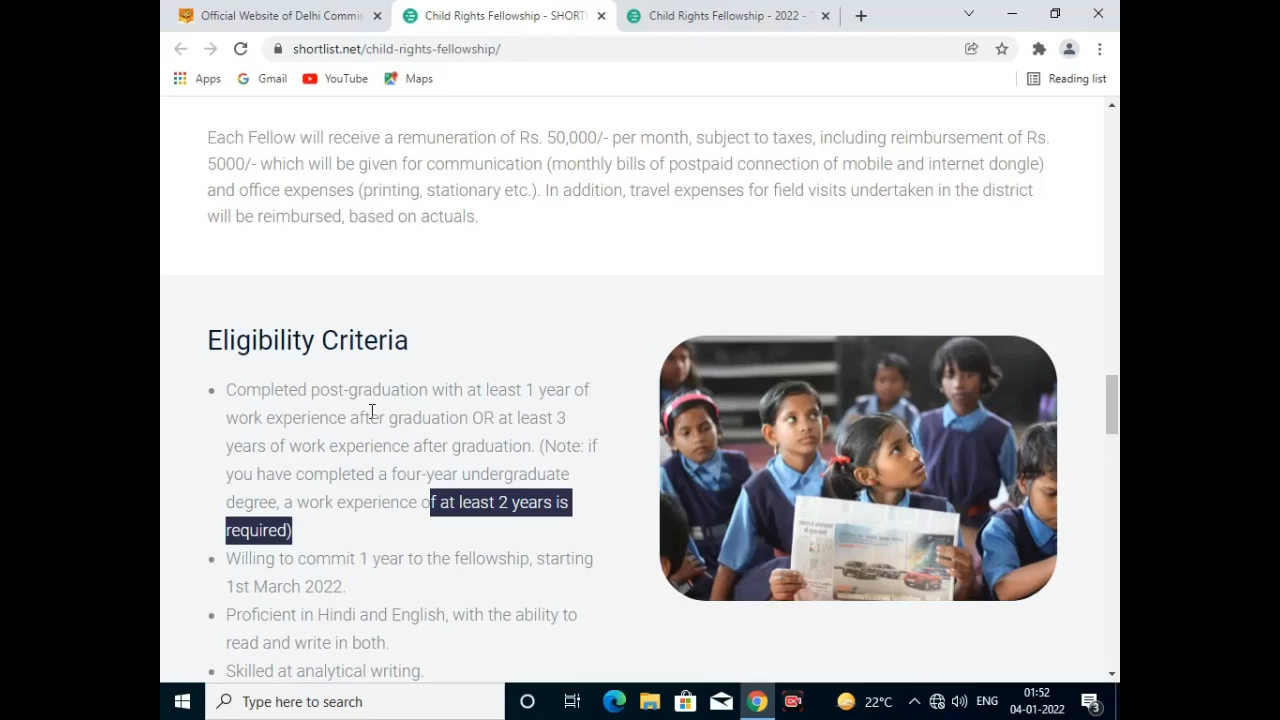 Official Website of Delhi Commis
Child Rights Fellowship - SHORTL
Child Rights Fellowship - 2022 - T
shortlist.net/child-rights-fellowship/
Apps
Gmail
YouTube
Maps
Reading list
Each Fellow will receive a remuneration of Rs. 50,000/- per month, subject to taxes, including reimbursement of Rs.
5000/- which will be given for communication (monthly bills of postpaid connection of mobile and internet dongle)
and office expenses (printing, stationary etc.). In addition, travel expenses for field visits undertaken in the district
will be reimbursed, based on actuals.
Eligibility Criteria
• Completed post-graduation with at least 1 year of
work experience after graduation OR at least 3
years of work experience after graduation. (Note: if
you have completed a four-year undergraduate
degree, a work experience of at least 2 years is
required)
• Willing to commit 1 year to the fellowship, starting
1st March 2022.
• Proficient in Hindi and English, with the ability to
read and write in both.
• Skilled at analytical writing.
Type here to search
22°C
ENG
01:52
04-01-2022
3